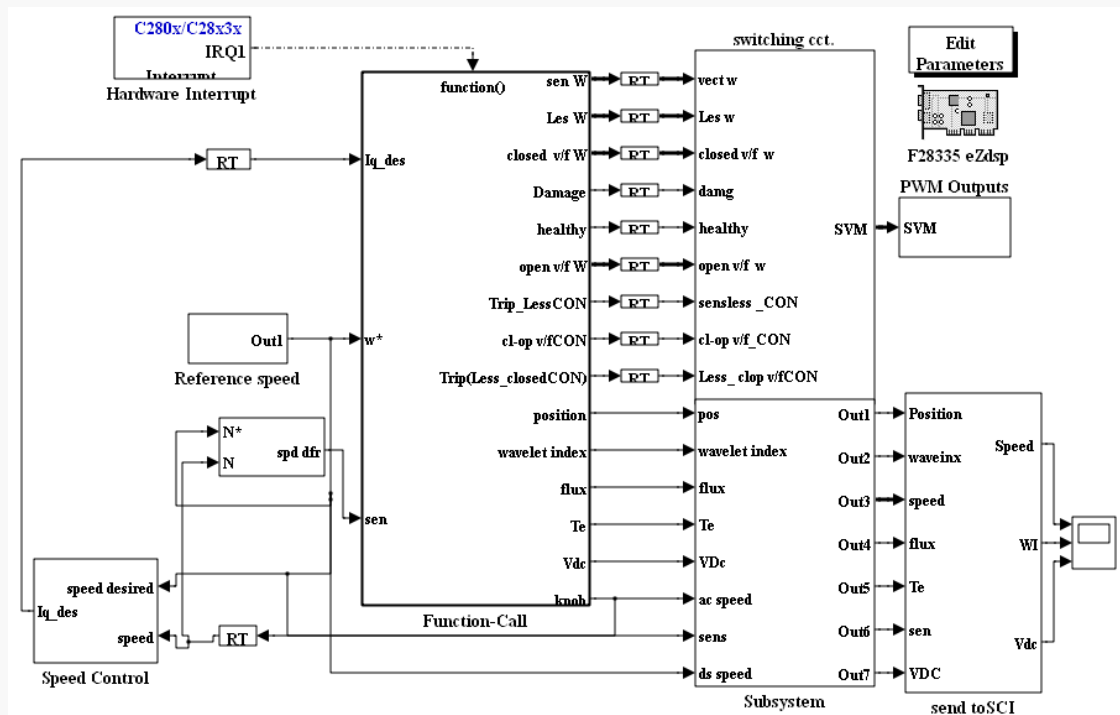 C280x/C28x3x
IRQ1
Interrupt
Hardware Interrupt
switching cct.
Edit
Parameters
F28335 eZdsp
PWM Outputs
SVM
function()
Iq_des
w*
sen
sen W
Les W
closed v/f W
Damage
healthy
open v/f W
Trip_LessCON
cl-op v/fCON
Trip(Less_closedCON)
position
wavelet index
flux
Te
Vdc
knob
Function-Call
RT
RT
RT
RT
RT
RT
RT
RT
RT
RT
RT
vect w
Les w
closed v/f w
damg
healthy
open v/f w
sensless _CON
cl-op v/f_CON
Less_ clop v/fCON
SVM
Out1
Reference speed
N*
N
spd dfr
speed desired
Iq_des
speed
Speed Control
pos
wavelet index
flux
Te
VDc
ac speed
sens
ds speed
Out1
Out2
Out3
Out4
Out5
Out6
Out7
Subsystem
Position
waveinx
speed
flux
Te
sen
VDC
Speed
WI
Vdc
send toSCI